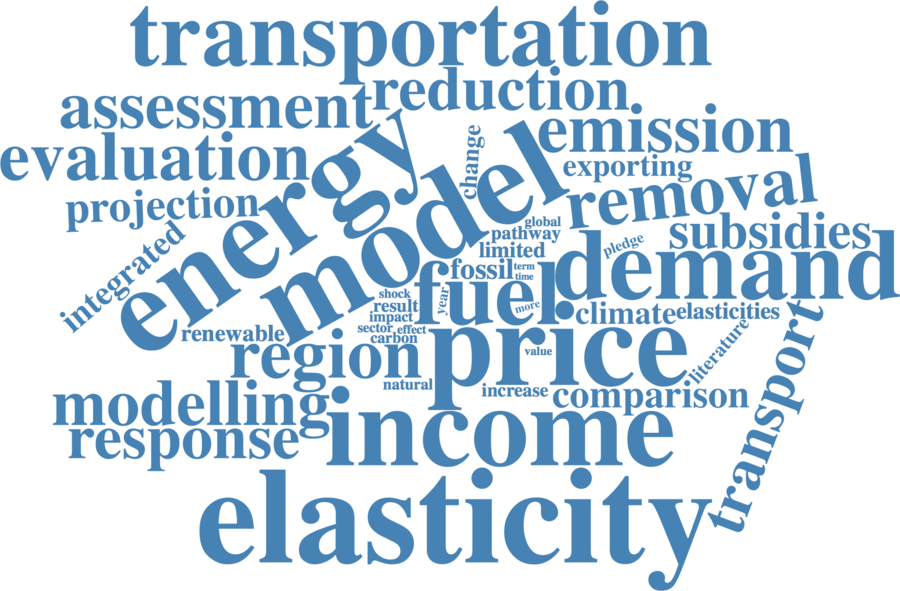 transportation
reduction
assessment
emission
evaluation
energy
model
change
exporting
removal
projection
integrated
global
pathway
limited
subsidies
pledge
demand
fossil
term
time
fuel
year
more
shock
result
impact
sector
effect
carbon
renewable
climate
elasticities
literature
transport
region
price
value
natural
increase
comparison
modelling
income
response
elasticity